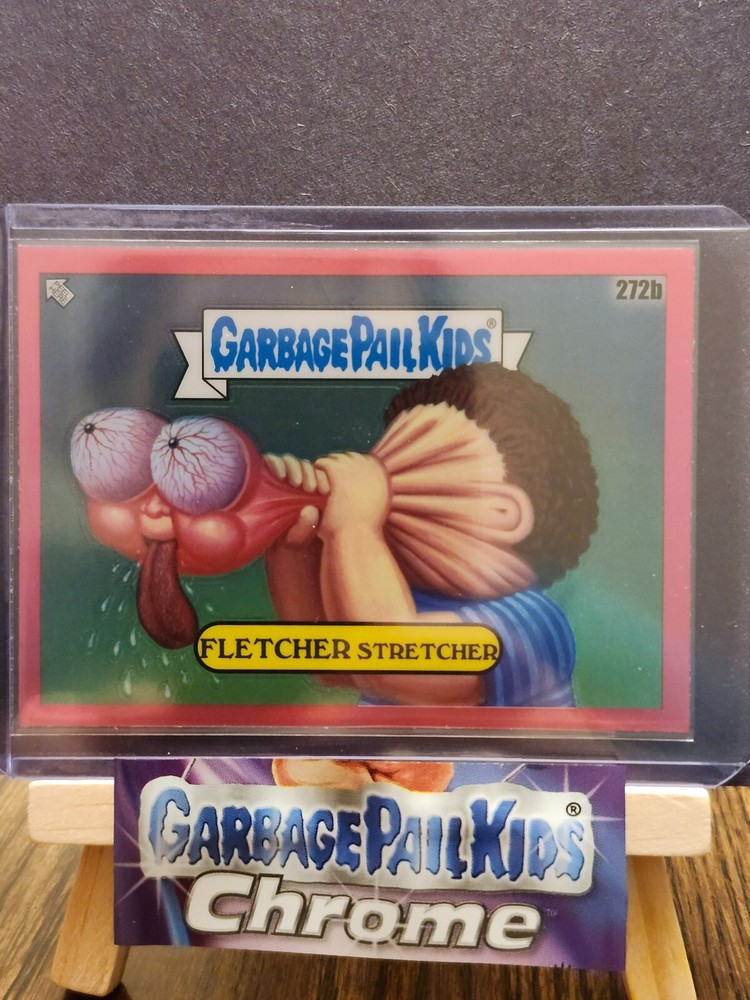 272b
GARBAGE PAIL KIDS®
FLETCHER STRETCHER
GARBAGE PAIL KIDS®
Chrome